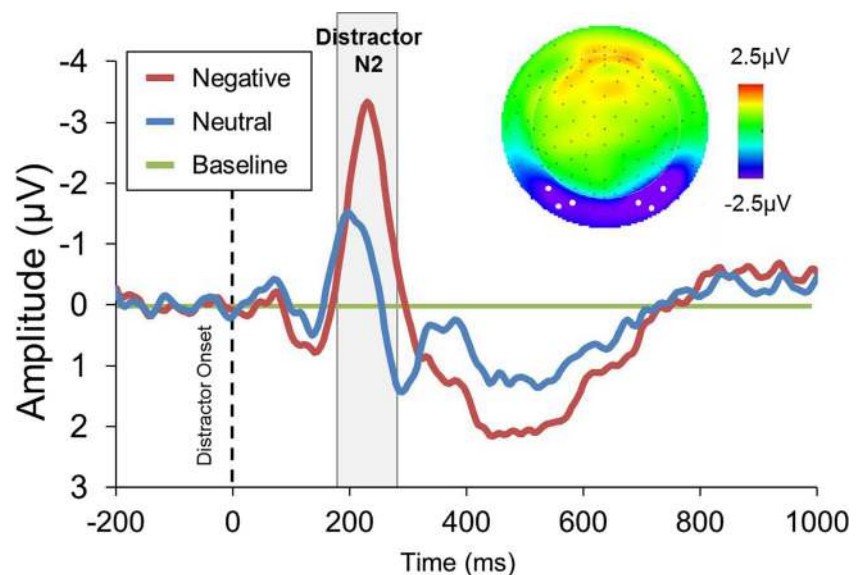 Distractor
N2
Negative
Neutral
Baseline
2.5µV
-2.5µV
Amplitude (µV)
-4
-3
-2
-1
0
1
2
3
Distractor Onset
-200
0
200
400
600
800
1000
Time (ms)